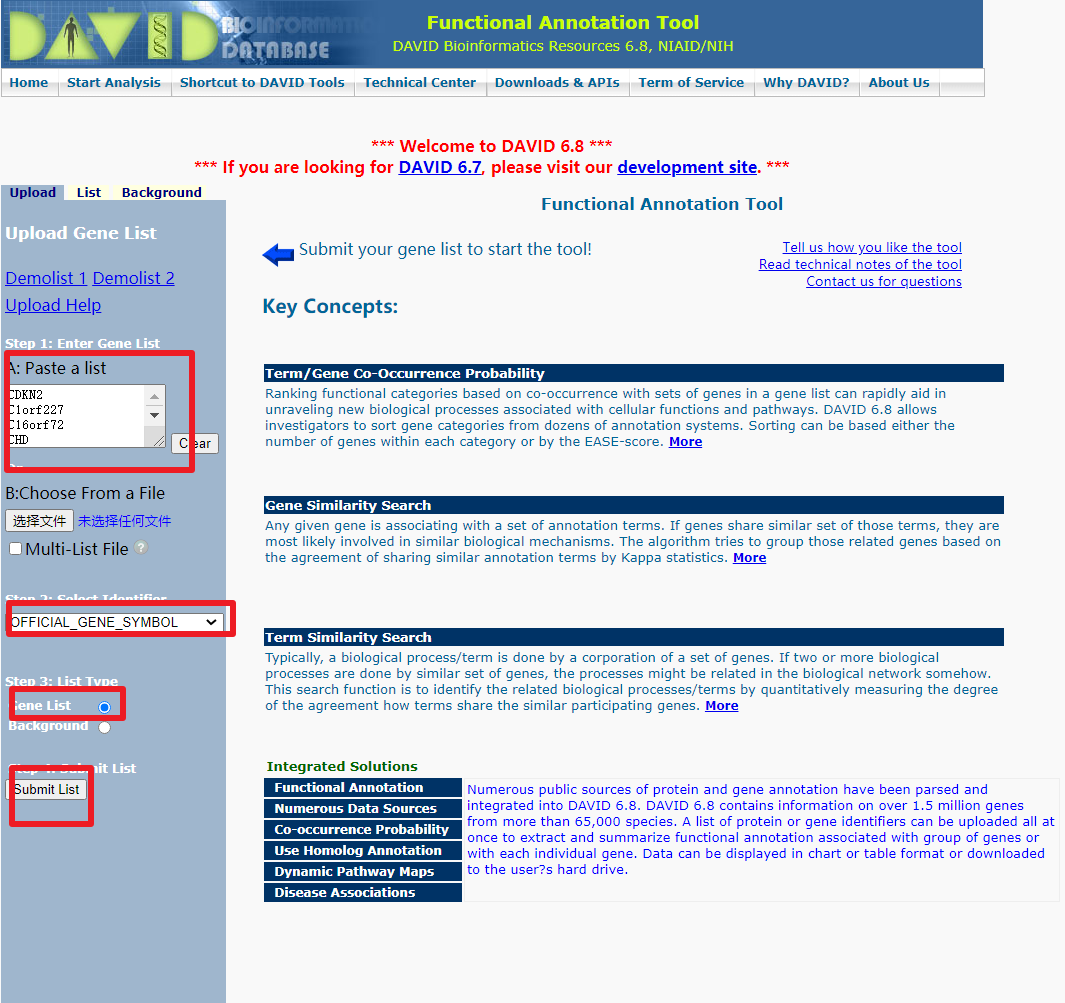 DAVID BIOINFORMATICS
DATABASE
Functional Annotation Tool
DAVID Bioinformatics Resources 6.8, NIAID/NIH
Home Start Analysis Shortcut to DAVID Tools Technical Center Downloads & APIs Term of Service Why DAVID? About Us
*** Welcome to DAVID 6.8 ***
*** If you are looking for DAVID 6.7, please visit our development site. ***
Upload List Background
Upload Gene List
Demolist 1 Demolist 2
Upload Help
Step 1: Enter Gene List
A: Paste a list
CDKN2
C1orf227
C16orf72
CHD
Clear
Or
B:Choose From a File
选择文件 未选择任何文件
Multi-List File ?
Step 2: Select Identifier
OFFICIAL_GENE_SYMBOL
Step 3: List Type
Gene List
Background
Step 4: Submit List
Submit List
Functional Annotation Tool
Submit your gene list to start the tool!
Tell us how you like the tool
Read technical notes of the tool
Contact us for questions
Key Concepts:
Term/Gene Co-Occurrence Probability
Ranking functional categories based on co-occurrence with sets of genes in a gene list can rapidly aid in
unraveling new biological processes associated with cellular functions and pathways. DAVID 6.8 allows
investigators to sort gene categories from dozens of annotation systems. Sorting can be based either the
number of genes within each category or by the EASE-score. More
Gene Similarity Search
Any given gene is associating with a set of annotation terms. If genes share similar set of those terms, they are
most likely involved in similar biological mechanisms. The algorithm tries to group those related genes based on
the agreement of sharing similar annotation terms by Kappa statistics. More
Term Similarity Search
Typically, a biological process/term is done by a corporation of a set of genes. If two or more biological
processes are done by similar set of genes, the processes might be related in the biological network somehow.
This search function is to identify the related biological processes/terms by quantitatively measuring the degree
of the agreement how terms share the similar participating genes. More
Integrated Solutions
Functional Annotation
Numerous Data Sources
Co-occurrence Probability
Use Homolog Annotation
Dynamic Pathway Maps
Disease Associations
Numerous public sources of protein and gene annotation have been parsed and
integrated into DAVID 6.8. DAVID 6.8 contains information on over 1.5 million genes
from more than 65,000 species. A list of protein or gene identifiers can be uploaded all at
once to extract and summarize functional annotation associated with group of genes or
with each individual gene. Data can be displayed in chart or table format or downloaded
to the user?s hard drive.